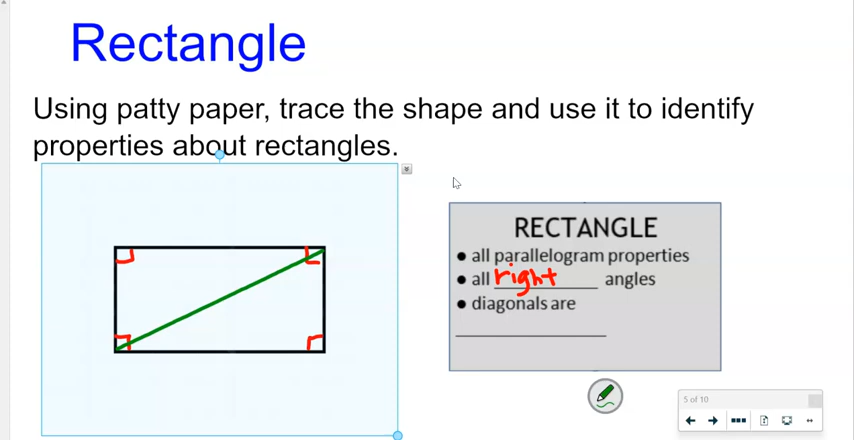 Rectangle
Using patty paper, trace the shape and use it to identify
properties about rectangles.
RECTANGLE
• all parallelogram properties
• all right angles
• diagonals are
5 of 10